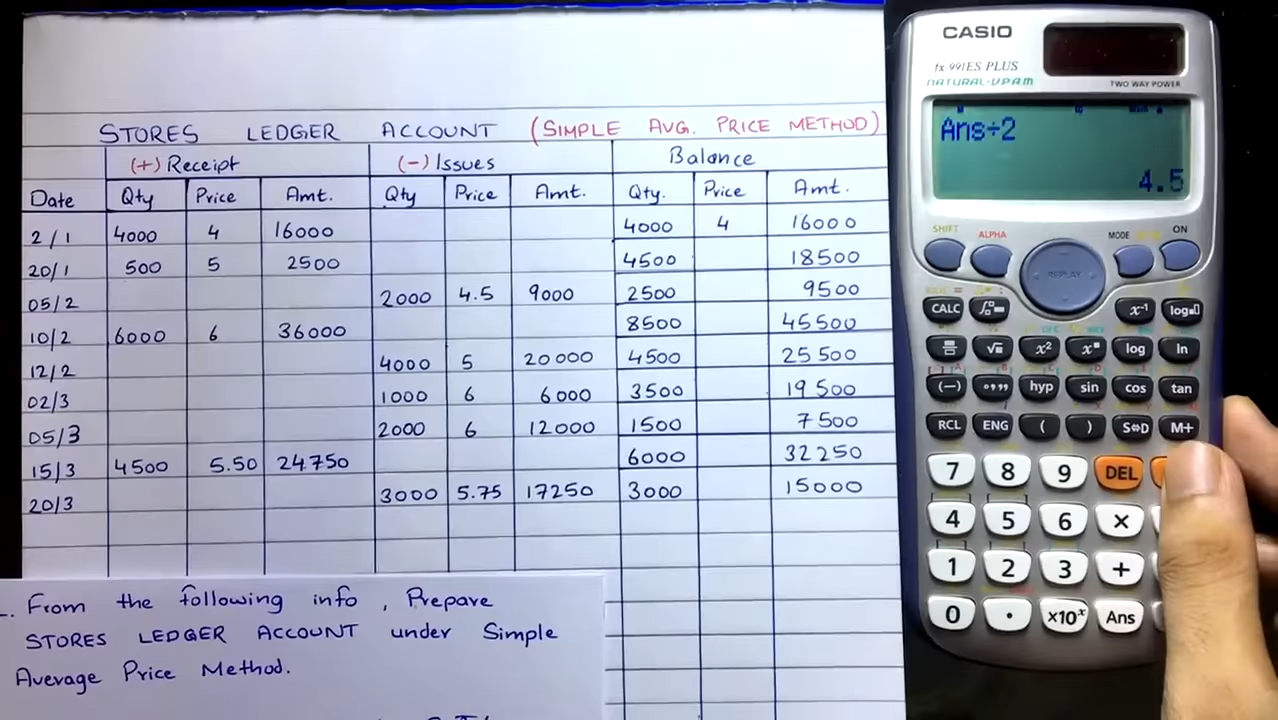 STORES LEDGER ACCOUNT (SIMPLE AVG. PRICE METHOD)
(+) Receipt (-) Issues Balance
Date Qty Price Amt. Qty Price Amt. Qty. Price Amt.
2/1 4000 4 16000 4000 4 16000
20/1 500 5 2500 4500 18500
05/2 2000 4.5 9000 2500 9500
10/2 6000 6 36000 8500 45500
12/2 4000 5 20000 4500 25500
02/3 1000 6 6000 3500 19500
05/3 2000 6 12000 1500 7500
15/3 4500 5.50 24750 6000 32250
20/3 3000 5.75 17250 3000 15000
From the following info, Prepare
STORES LEDGER ACCOUNT under Simple
Average Price Method.
CASIO
fx-991ES PLUS
NATURAL-V.P.A.M.
TWO WAY POWER
Ans÷2
4.5
SHIFT ALPHA MODE ON
REPLAY
CALC x⁻¹ log
√ x² log ln
(−) °’” hyp sin cos tan
RCL ENG ( ) S⇔D M+
7 8 9 DEL
4 5 6 ×
1 2 3 +
0 . ×10ˣ Ans